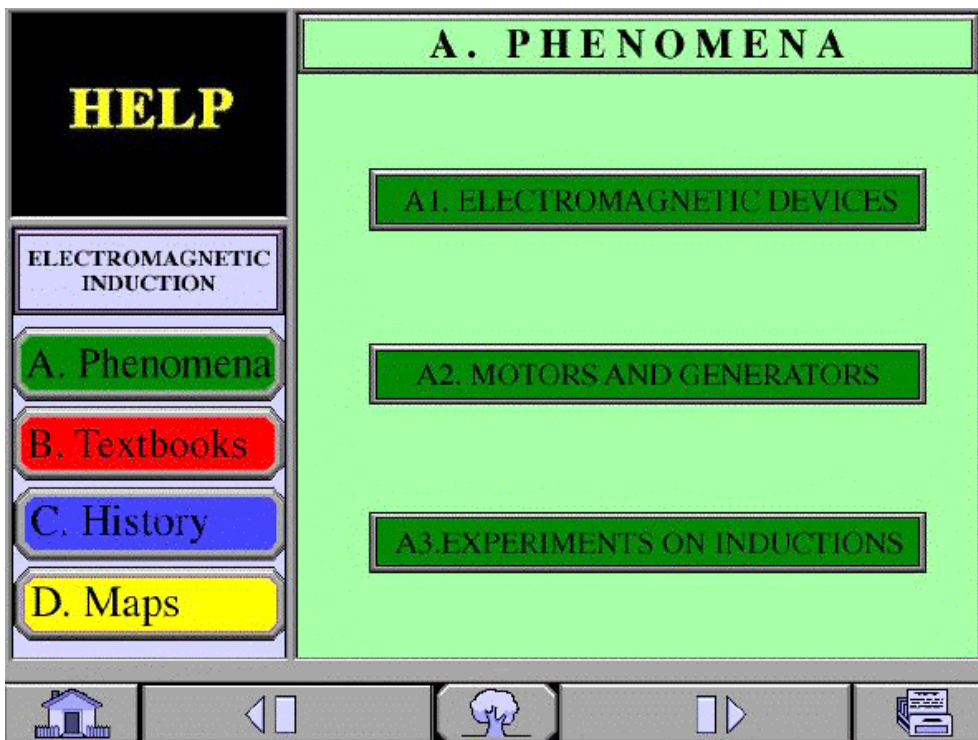 HELP
ELECTROMAGNETIC
INDUCTION
A. Phenomena
B. Textbooks
C. History
D. Maps
A. PHENOMENA
A1. ELECTROMAGNETIC DEVICES
A2. MOTORS AND GENERATORS
A3.EXPERIMENTS ON INDUCTIONS